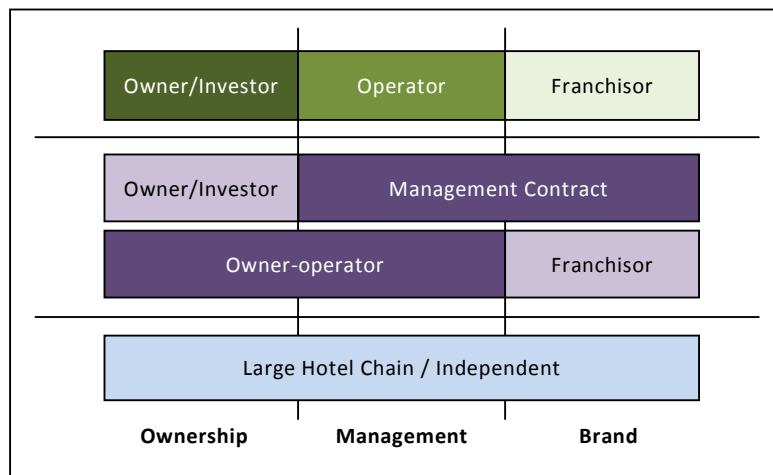 Owner/Investor Operator Franchisor
Owner/Investor Management Contract
Owner-operator Franchisor
Large Hotel Chain / Independent
Ownership Management Brand